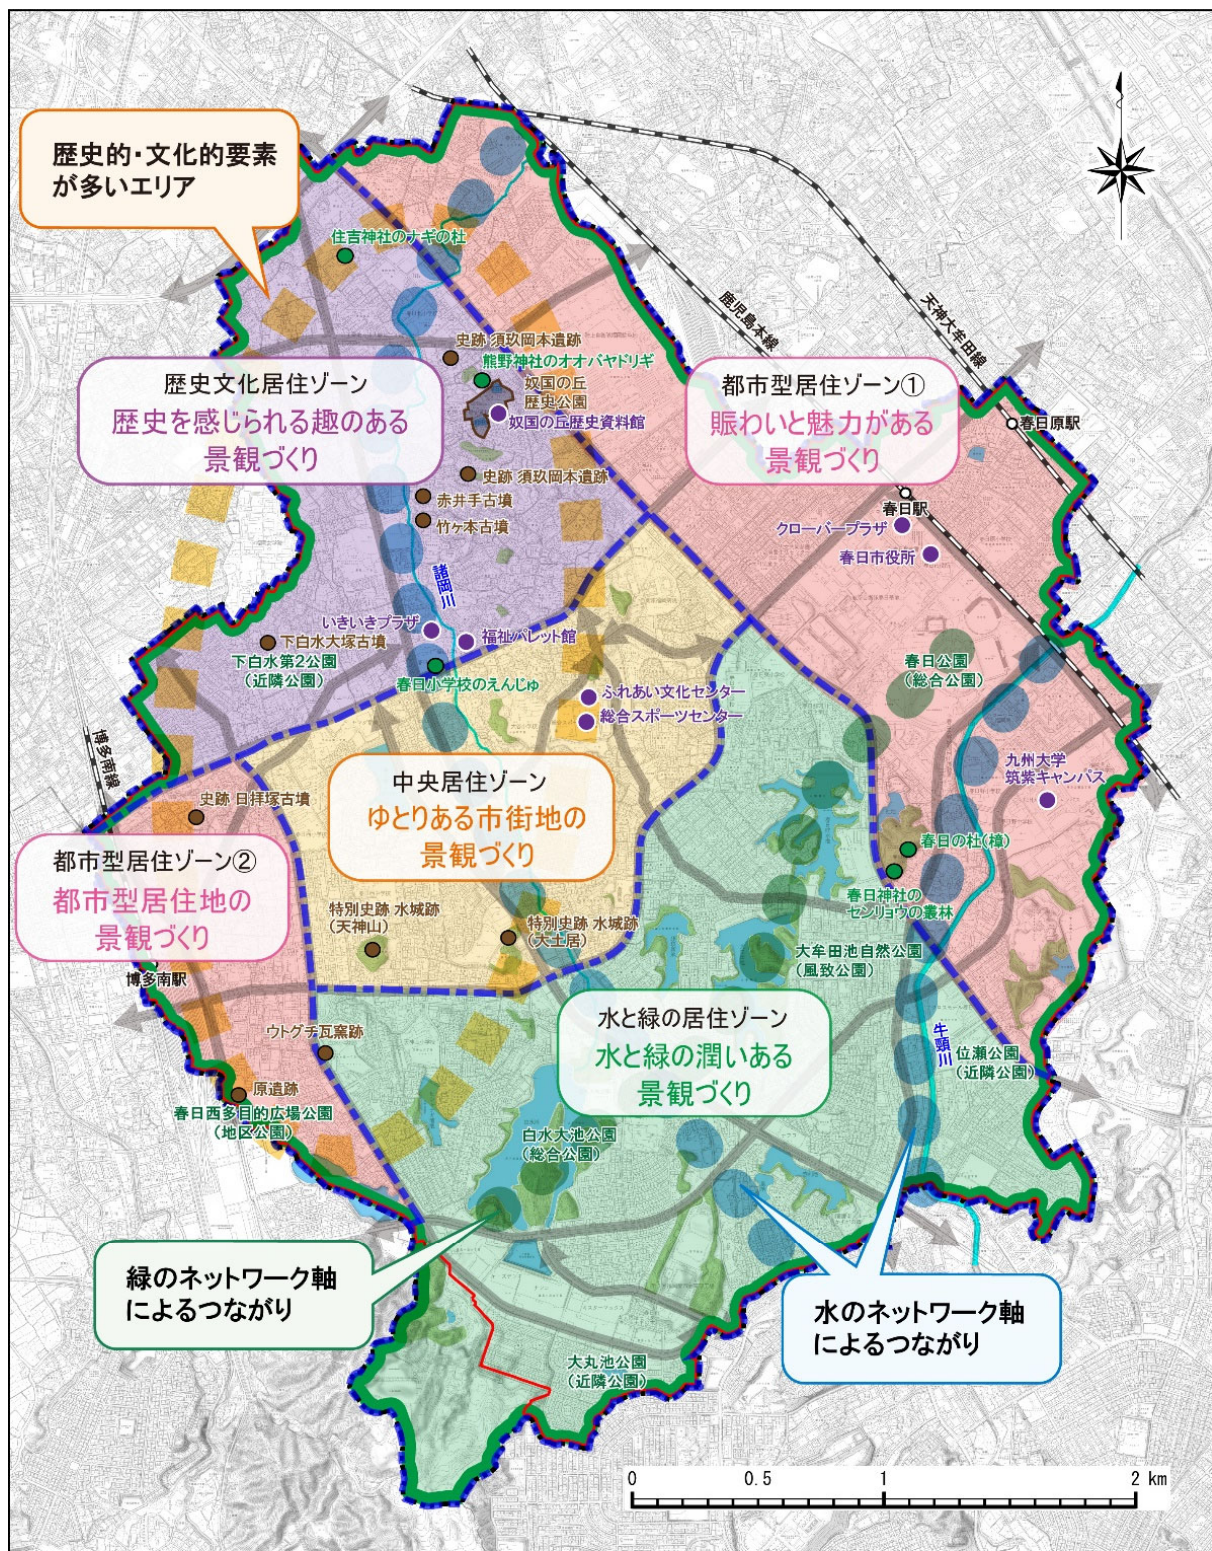 歴史的・文化的要素
が多いエリア
住吉神社のナギの杜
鹿児島本線
天神大牟田線
史跡 須玖岡本遺跡
熊野神社のオオバヤドリギ
奴国の丘
歴史公園
奴国の丘歴史資料館
歴史文化居住ゾーン
歴史を感じられる趣のある
景観づくり
都市型居住ゾーン①
賑わいと魅力がある
景観づくり
春日原駅
春日駅
史跡 須玖岡本遺跡
赤井手古墳
竹ヶ本古墳
クローバープラザ
春日市役所
諸岡川
いきいきプラザ
福祉パレット館
下白水大塚古墳
下白水第2公園
(近隣公園)
春日小学校のえんじゅ
春日公園
(総合公園)
ふれあい文化センター
総合スポーツセンター
博多南線
九州大学
筑紫キャンパス
中央居住ゾーン
ゆとりある市街地の
景観づくり
史跡 日拝塚古墳
都市型居住ゾーン②
都市型居住地の
景観づくり
博多南駅
春日の杜(樟)
春日神社の
センリョウの叢林
特別史跡 水城跡
(天神山)
特別史跡 水城跡
(大土居)
大牟田池自然公園
(風致公園)
水と緑の居住ゾーン
水と緑の潤いある
景観づくり
牛頸川
位瀬公園
(近隣公園)
ウトグチ瓦窯跡
原遺跡
春日西多目的広場公園
(地区公園)
白水大池公園
(総合公園)
緑のネットワーク軸
によるつながり
水のネットワーク軸
によるつながり
大丸池公園
(近隣公園)
0 0.5 1 2 km